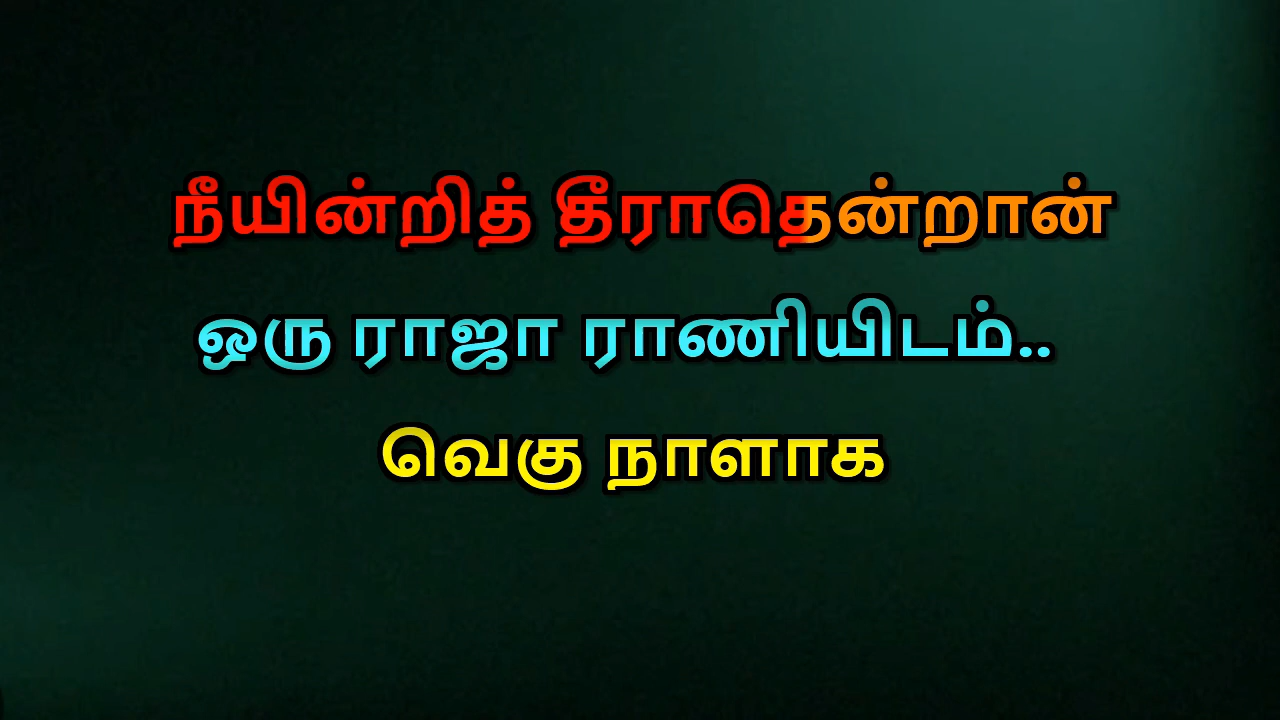 நீயின்றித் தீராதென்றான்
ஒரு ராஜா ராணியிடம்..
வெகு நாளாக